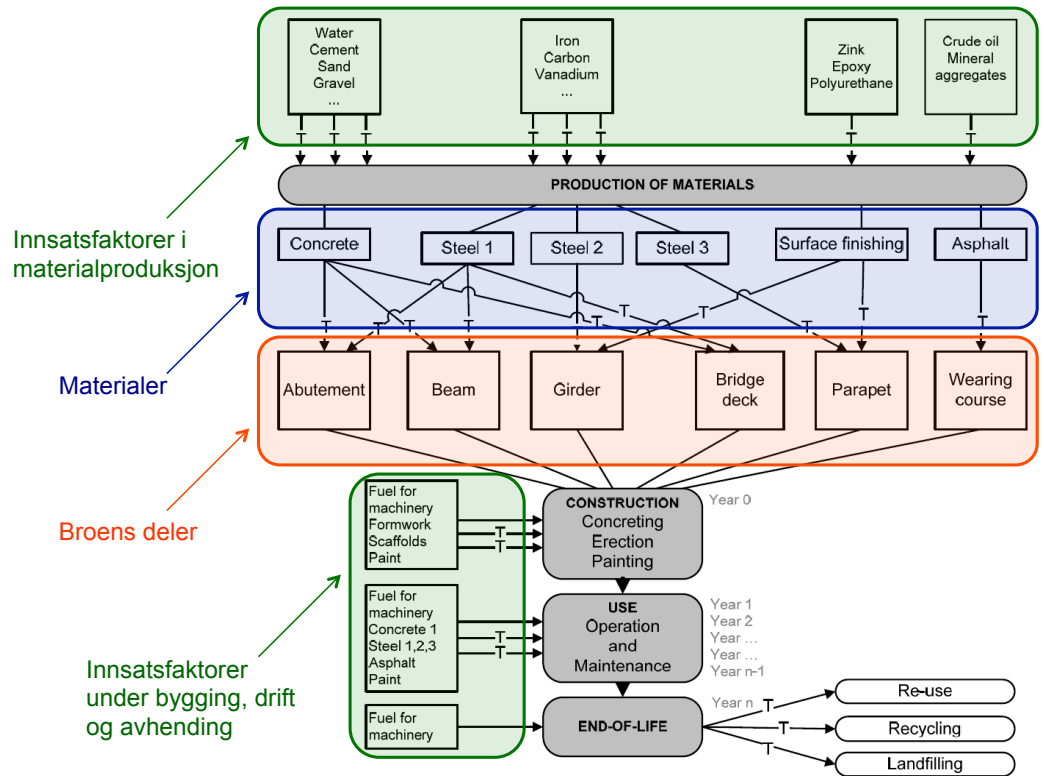 Water
Cement
Sand
Gravel
...
Iron
Carbon
Vanadium
...
Zink
Epoxy
Polyurethane
Crude oil
Mineral
aggregates
T T T T T T T T
PRODUCTION OF MATERIALS
Innsatsfaktorer i
materialproduksjon
Concrete
Steel 1
Steel 2
Steel 3
Surface finishing
Asphalt
T T T T T T T T T T
Materialer
Abutement
Beam
Girder
Bridge
deck
Parapet
Wearing
course
Broens deler
Fuel for
machinery
Formwork
Scaffolds
Paint
T
T
CONSTRUCTION
Concreting
Erection
Painting
Year 0
Fuel for
machinery
Concrete 1
Steel 1,2,3
Asphalt
Paint
T
T
USE
Operation
and
Maintenance
Year 1
Year 2
Year ...
Year ...
Year n-1
Innsatsfaktorer
under bygging, drift
og avhending
Fuel for
machinery
END-OF-LIFE
Year n
T
T
T
Re-use
Recycling
Landfilling